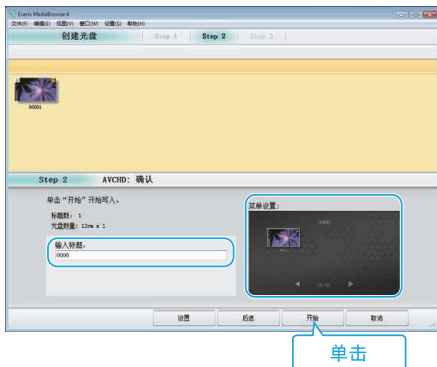 Everio MediaBrowser 4
文件(F) 编辑(E) 视图(V) 窗口(W) 设置(S) 帮助(H)
创建光盘 Step 1 Step 2 Step 3
00001
Step 2 AVCHD: 确认
单击“开始”开始写入。
标题数: 1
光盘数量: 12cm x 1
输入标题。
0000
菜单设置:
0000
设置 后退 开始 取消
单击